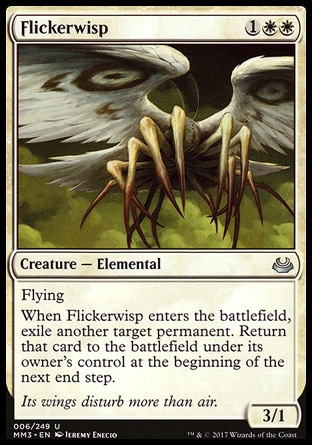 Flickerwisp 1
Creature — Elemental
Flying
When Flickerwisp enters the battlefield,
exile another target permanent. Return
that card to the battlefield under its
owner's control at the beginning of the
next end step.
Its wings disturb more than air.
3/1
006/249 U
MM3 • EN Jeremy Enecio
™ & © 2017 Wizards of the Coast